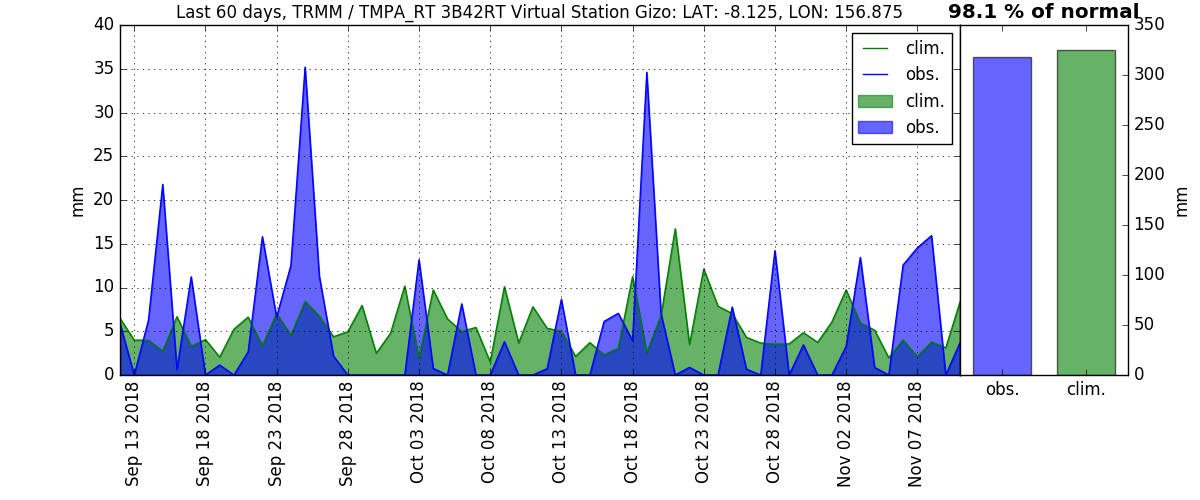 Last 60 days, TRMM / TMPA_RT 3B42RT Virtual Station Gizo: LAT: -8.125, LON: 156.875
98.1 % of normal
40
35
30
25
20
15
10
5
0
mm
clim.
obs.
clim.
obs.
350
300
250
200
150
100
50
0
mm
Sep 13 2018
Sep 18 2018
Sep 23 2018
Sep 28 2018
Oct 03 2018
Oct 08 2018
Oct 13 2018
Oct 18 2018
Oct 23 2018
Oct 28 2018
Nov 02 2018
Nov 07 2018
obs.
clim.